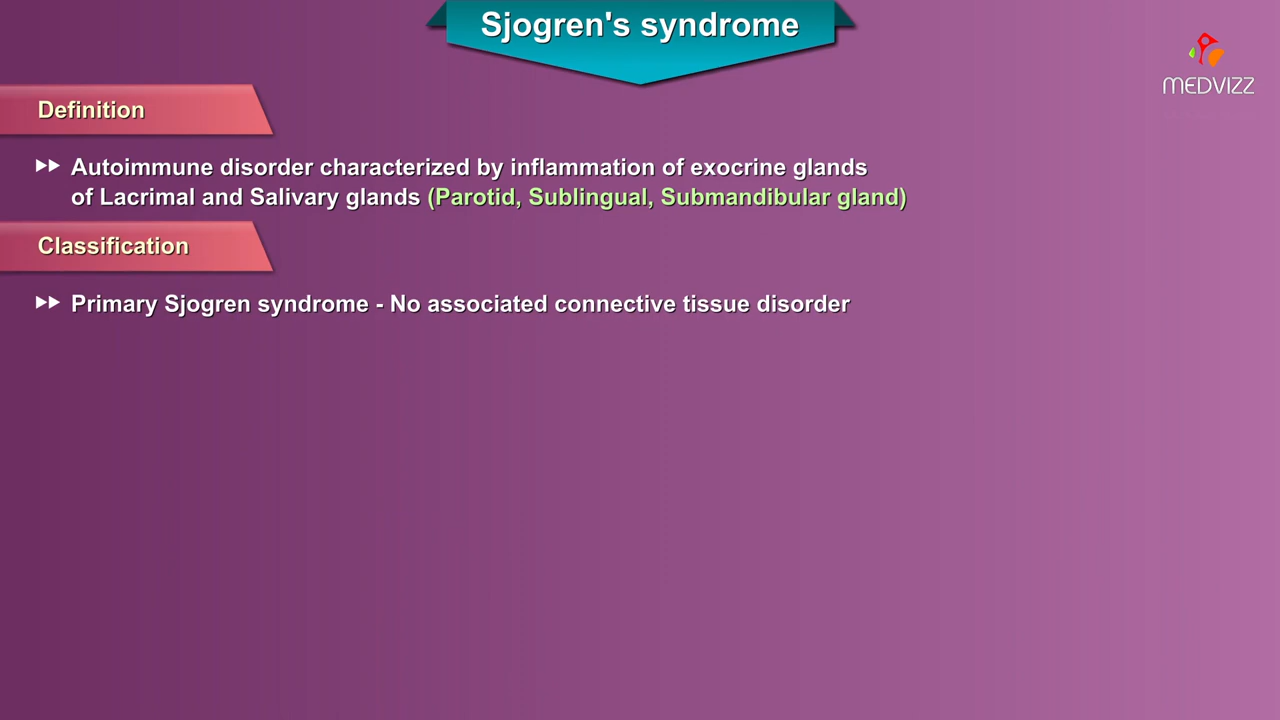 Sjogren's syndrome
MEDVIZZ
Definition
Autoimmune disorder characterized by inflammation of exocrine glands
of Lacrimal and Salivary glands (Parotid, Sublingual, Submandibular gland)
Classification
Primary Sjogren syndrome - No associated connective tissue disorder